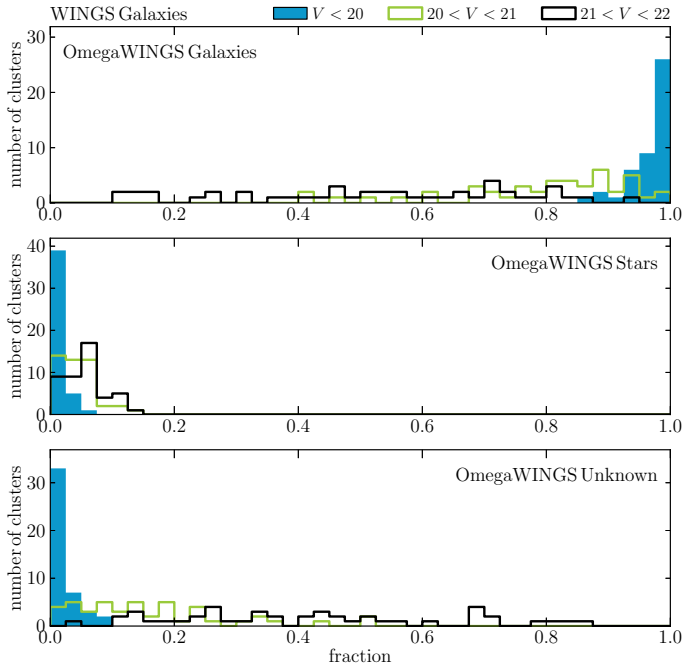 WINGS Galaxies V < 20 20 < V < 21 21 < V < 22
OmegaWINGS Galaxies
number of clusters
30
20
10
0
0.0 0.2 0.4 0.6 0.8 1.0
OmegaWINGS Stars
number of clusters
40
30
20
10
0
0.0 0.2 0.4 0.6 0.8 1.0
OmegaWINGS Unknown
number of clusters
30
20
10
0
0.0 0.2 0.4 0.6 0.8 1.0
fraction